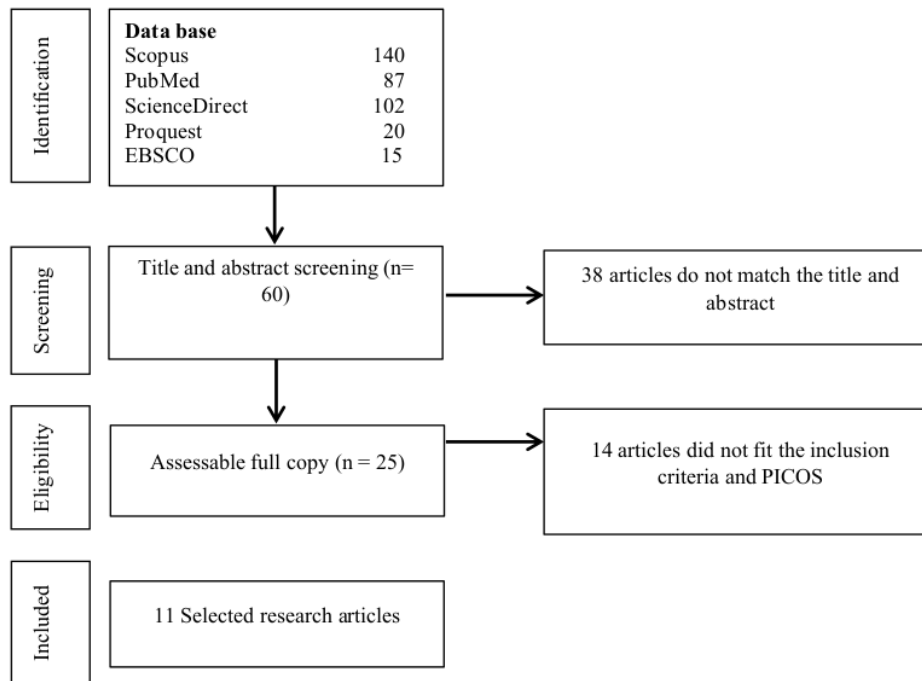 Identification
Data base
Scopus 140
PubMed 87
ScienceDirect 102
Proquest 20
EBSCO 15
Screening
Title and abstract screening (n=
60)
38 articles do not match the title and
abstract
Eligibility
Assessable full copy (n = 25)
14 articles did not fit the inclusion
criteria and PICOS
Included
11 Selected research articles